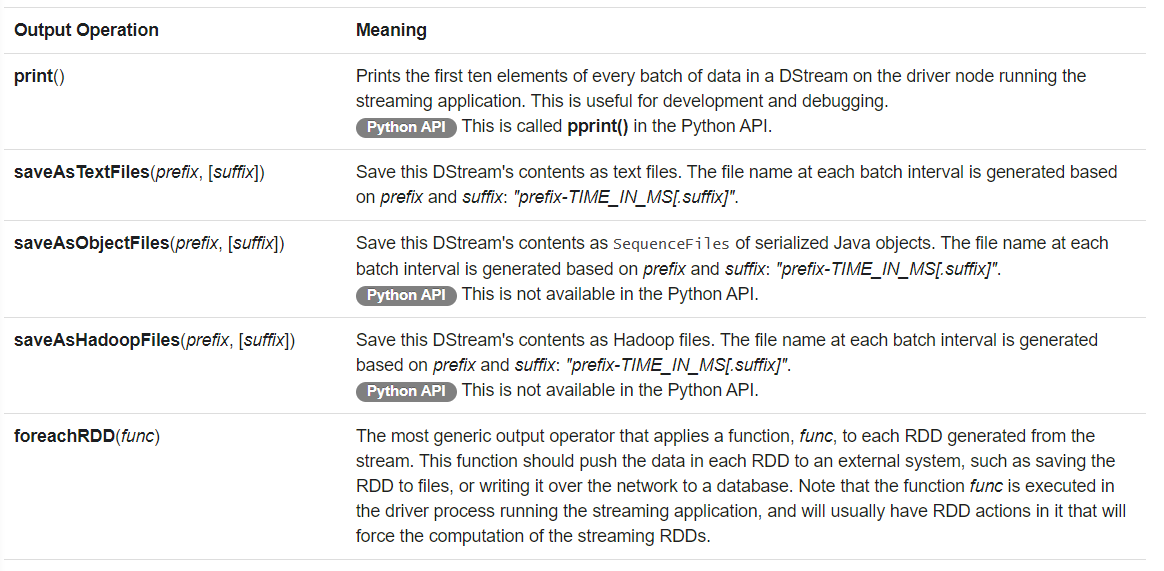 Output Operation Meaning
print() Prints the first ten elements of every batch of data in a DStream on the driver node running the
streaming application. This is useful for development and debugging.
Python API This is called pprint() in the Python API.
saveAsTextFiles(prefix, [suffix]) Save this DStream's contents as text files. The file name at each batch interval is generated based
on prefix and suffix: "prefix-TIME_IN_MS[.suffix]".
saveAsObjectFiles(prefix, [suffix]) Save this DStream's contents as SequenceFiles of serialized Java objects. The file name at each
batch interval is generated based on prefix and suffix: "prefix-TIME_IN_MS[.suffix]".
Python API This is not available in the Python API.
saveAsHadoopFiles(prefix, [suffix]) Save this DStream's contents as Hadoop files. The file name at each batch interval is generated
based on prefix and suffix: "prefix-TIME_IN_MS[.suffix]".
Python API This is not available in the Python API.
foreachRDD(func) The most generic output operator that applies a function, func, to each RDD generated from the
stream. This function should push the data in each RDD to an external system, such as saving the
RDD to files, or writing it over the network to a database. Note that the function func is executed in
the driver process running the streaming application, and will usually have RDD actions in it that will
force the computation of the streaming RDDs.